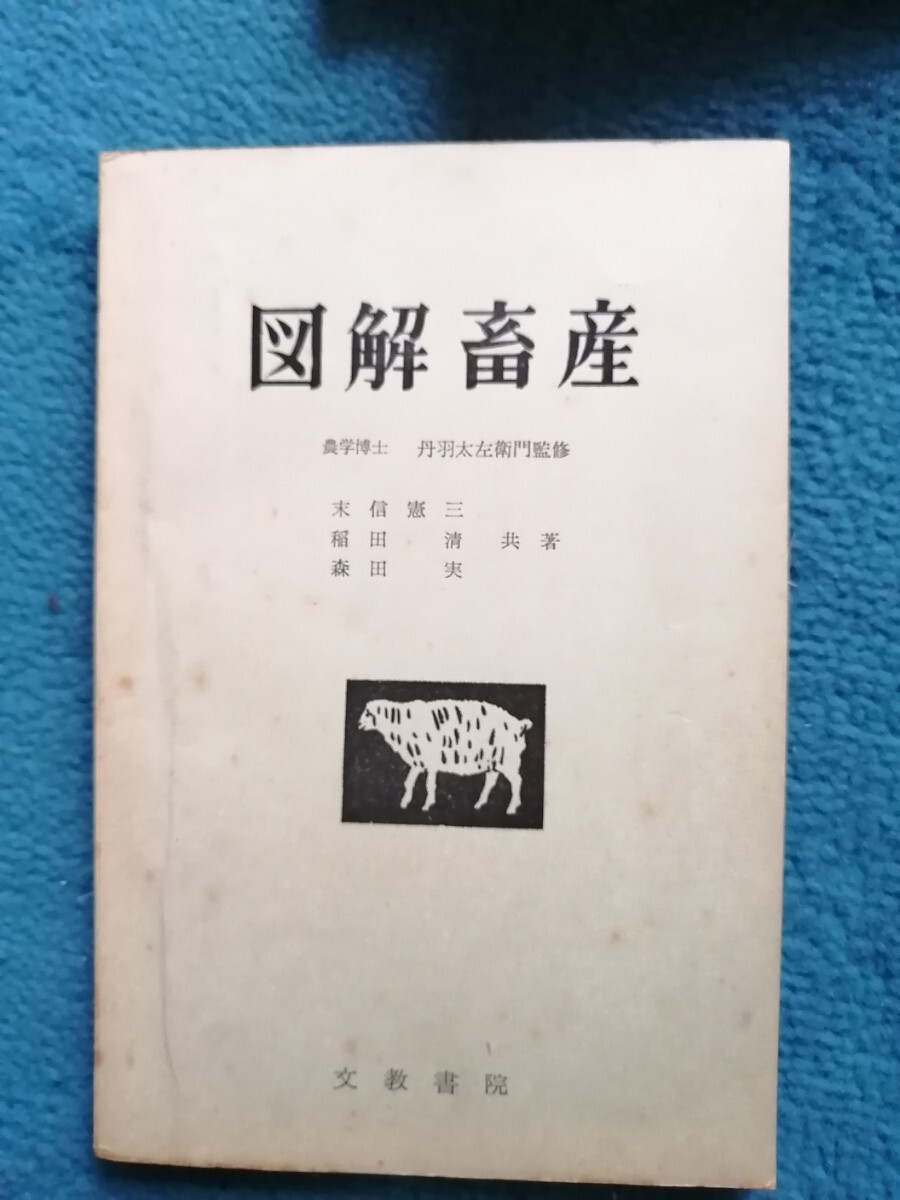 図解畜産
農学博士 丹羽太左衛門監修
末信憲三
稲田 清 共著
森田 実
文教書院